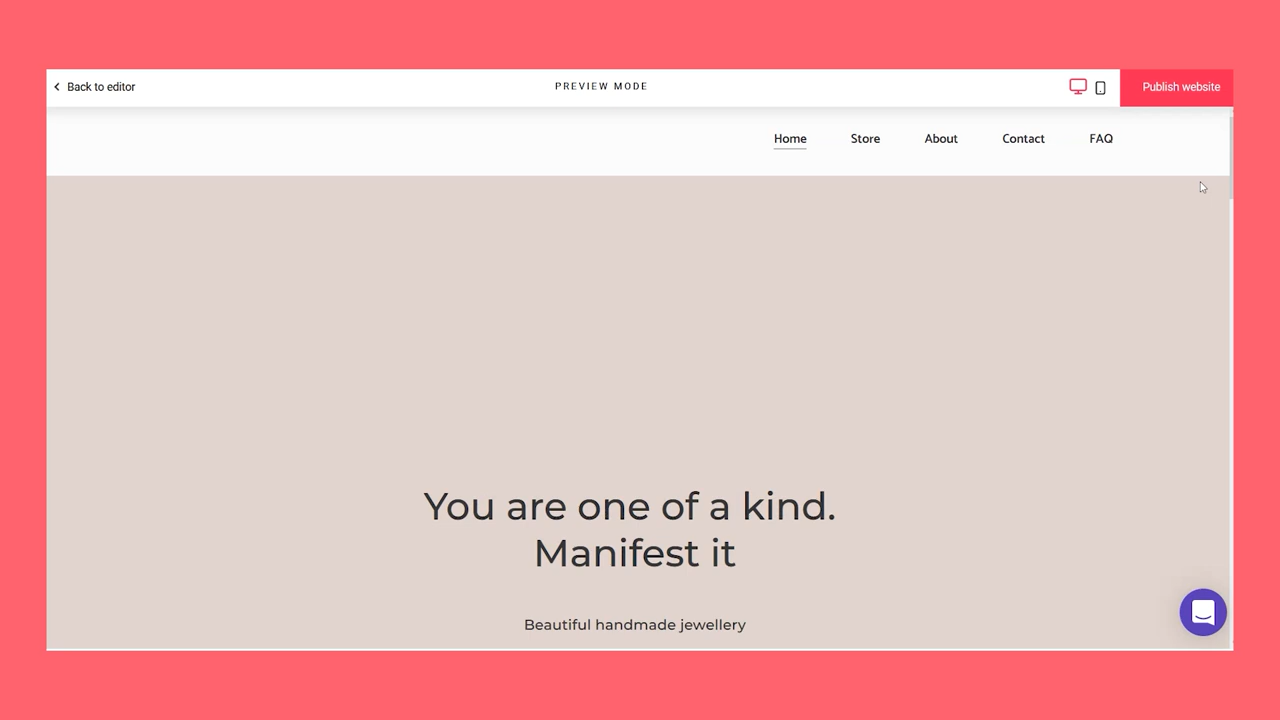 Back to editor
PREVIEW MODE
Publish website
Home Store About Contact FAQ
You are one of a kind.
Manifest it
Beautiful handmade jewellery